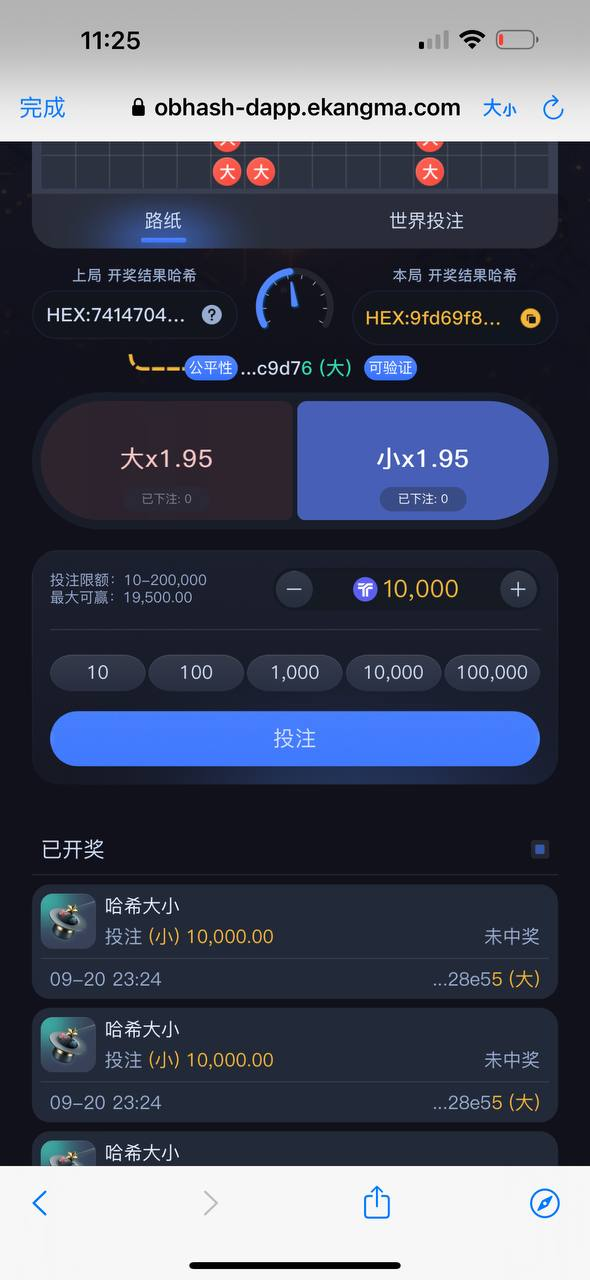 11:25
完成 obhash-dapp.ekangma.com 大小
大 大
大 大 大
路纸 世界投注
上局 开奖结果哈希 本局 开奖结果哈希
HEX:7414704... ? HEX:9fd69f8...
公平性 ...c9d76 (大) 可验证
大x1.95 小x1.95
已下注: 0 已下注: 0
投注限额：10-200,000
最大可赢：19,500.00
− 10,000 +
10 100 1,000 10,000 100,000
投注
已开奖
哈希大小
投注 (小) 10,000.00 未中奖
09-20 23:24 ...28e55 (大)
哈希大小
投注 (小) 10,000.00 未中奖
09-20 23:24 ...28e55 (大)
哈希大小